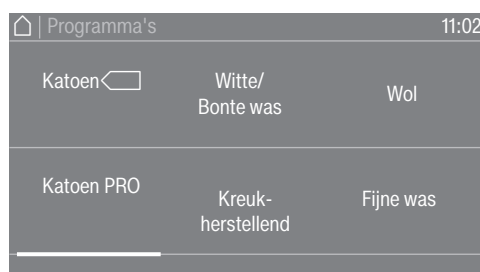 | Programma's 11:02
Katoen
Witte/
Bonte was
Wol
Katoen PRO
Kreuk-
herstellend
Fijne was